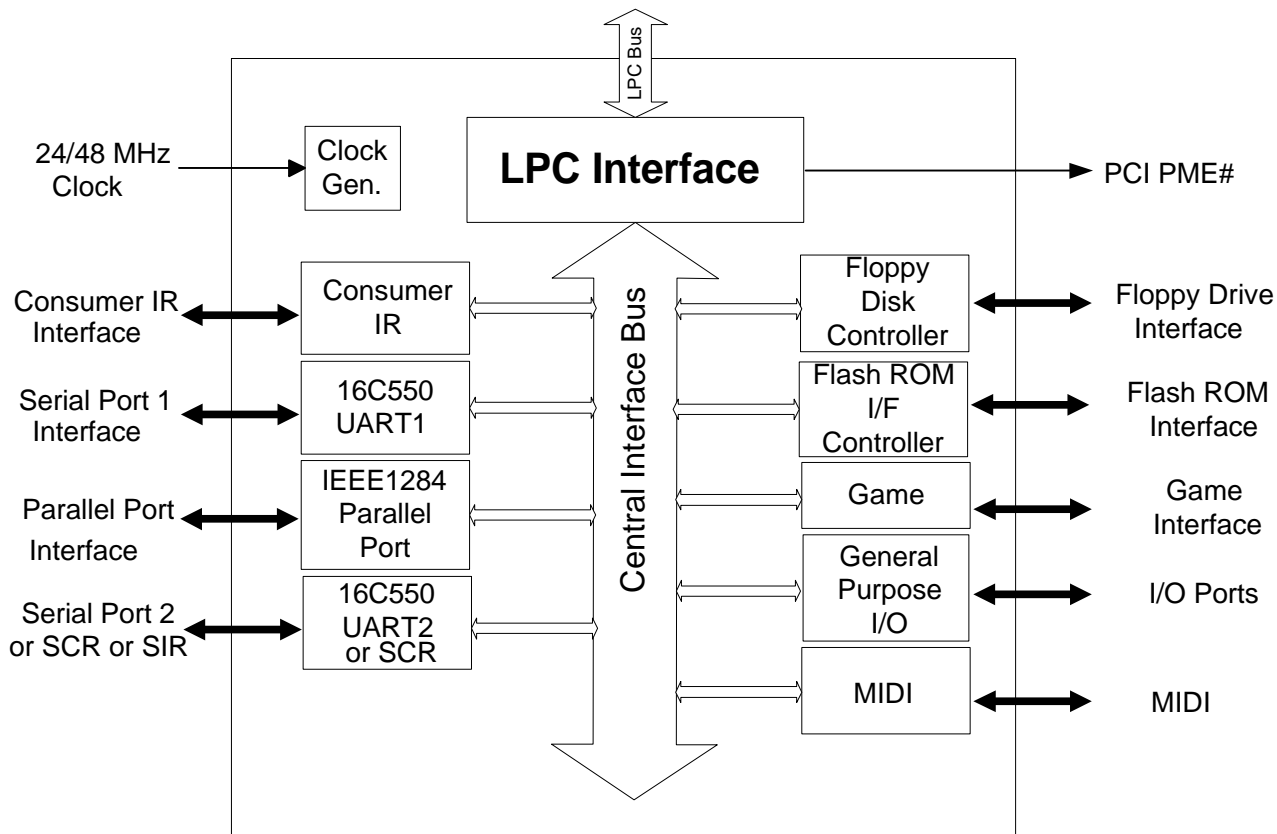 LPC Bus
24/48 MHz
Clock
Clock
Gen.
LPC Interface
PCI PME#
Consumer IR
Interface
Consumer
IR
Serial Port 1
Interface
16C550
UART1
Parallel Port
Interface
IEEE1284
Parallel
Port
Serial Port 2
or SCR or SIR
16C550
UART2
or SCR
Central Interface Bus
Floppy
Disk
Controller
Floppy Drive
Interface
Flash ROM
I/F
Controller
Flash ROM
Interface
Game
Game
Interface
General
Purpose
I/O
I/O Ports
MIDI
MIDI